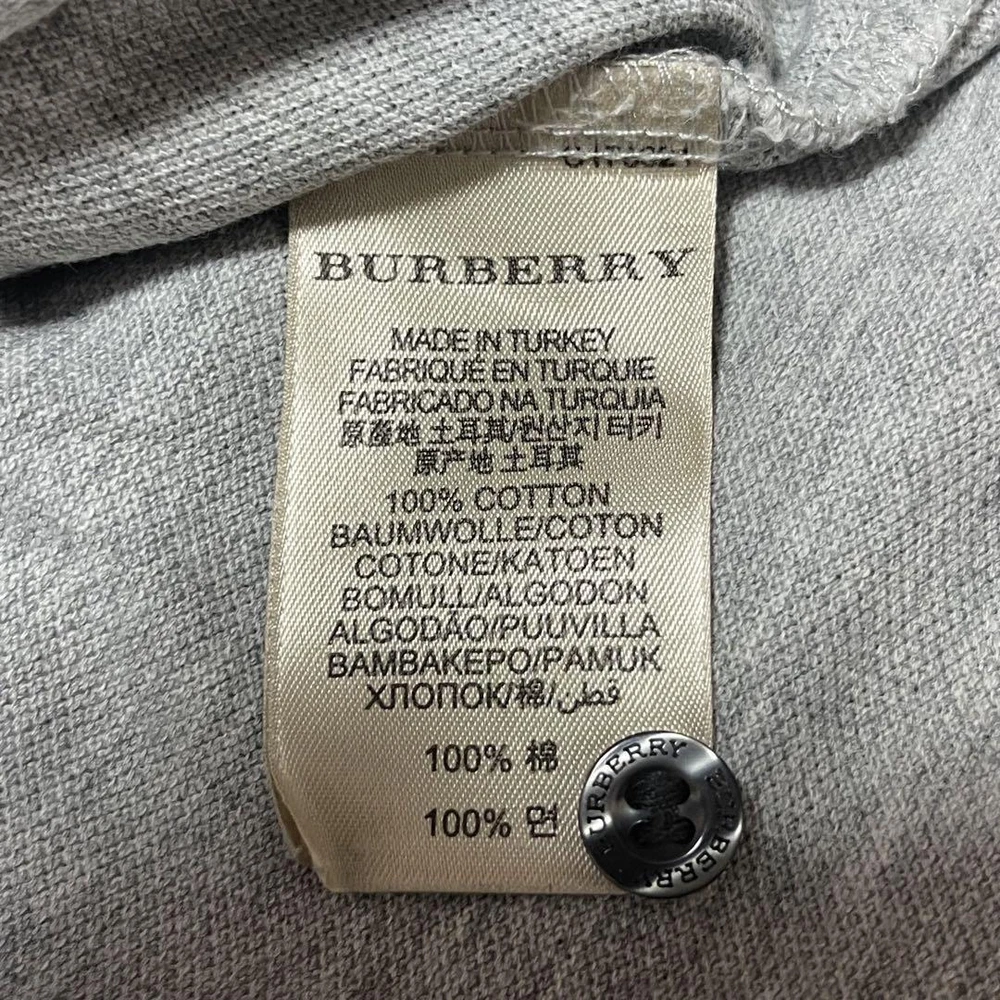 BURBERRY
MADE IN TURKEY
FABRIQUÉ EN TURQUIE
FABRICADO NA TURQUIA
原產地 土耳其/원산지 터키
原产地 土耳其
100% COTTON
BAUMWOLLE/COTON
COTONE/KATOEN
BOMULL/ALGODON
ALGODÃO/PUUVILLA
BAMBAKEPO/PAMUK
ХЛОПОК/棉/قطن
100% 棉
100% 면
BURBERRY BURBERRY